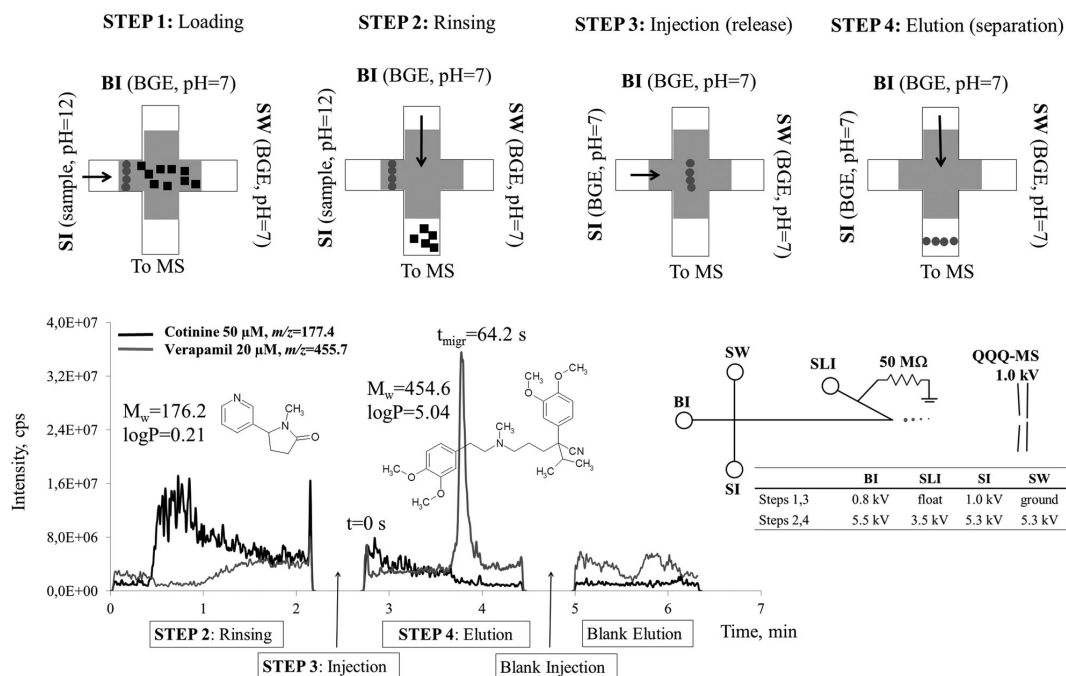 STEP 1: Loading
STEP 2: Rinsing
STEP 3: Injection (release)
STEP 4: Elution (separation)
BI (BGE, pH=7)
SI (sample, pH=12)
SW (BGE, pH=7)
To MS
BI (BGE, pH=7)
SI (sample, pH=12)
SW (BGE, pH=7)
To MS
BI (BGE, pH=7)
SI (BGE, pH=7)
SW (BGE, pH=7)
To MS
BI (BGE, pH=7)
SI (BGE, pH=7)
SW (BGE, pH=7)
To MS
Intensity, cps
4,0E+07
3,2E+07
2,4E+07
1,6E+07
8,0E+06
0,0E+00
Cotinine 50 µM, m/z=177.4
Verapamil 20 µM, m/z=455.7
Mw=176.2
logP=0.21
N
CH3
N
O
t=0 s
tmigr=64.2 s
Mw=454.6
logP=5.04
H3C
O
O
CH3
CH3
N
CN
H3C
CH3
H3C
O
O
CH3
0
1
2
3
4
5
6
7
Time, min
STEP 2: Rinsing
STEP 4: Elution
Blank Elution
STEP 3: Injection
Blank Injection
SW
BI
SI
SLI
50 MΩ
QQQ-MS
1.0 kV
BI SLI SI SW
Steps 1,3 0.8 kV float 1.0 kV ground
Steps 2,4 5.5 kV 3.5 kV 5.3 kV 5.3 kV